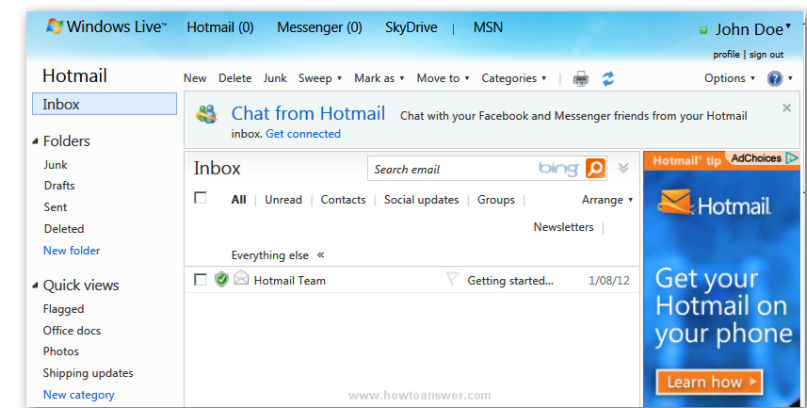 Windows Live™ Hotmail (0) Messenger (0) SkyDrive | MSN John Doe
profile | sign out
Hotmail
New Delete Junk Sweep Mark as Move to Categories | Options
Inbox
Chat from Hotmail Chat with your Facebook and Messenger friends from your Hotmail
inbox. Get connected
Folders
Junk
Drafts
Sent
Deleted
New folder
Quick views
Flagged
Office docs
Photos
Shipping updates
New category
Inbox Search email bing
All | Unread | Contacts | Social updates | Groups | Arrange
Newsletters |
Everything else «
Hotmail Team Getting started... 1/08/12
www.howtoanswer.com
Hotmail® tip AdChoices
Hotmail
Get your
Hotmail on
your phone
Learn how